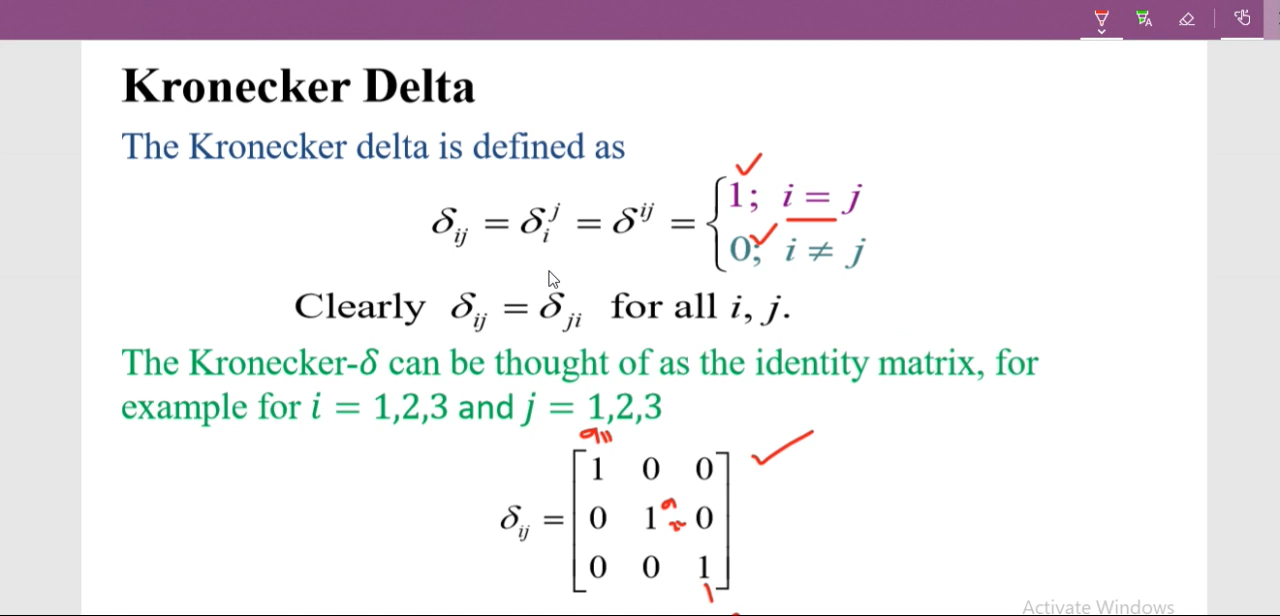 Kronecker Delta
The Kronecker delta is defined as
δ_ij = δ_i^j = δ^ij = { 1; i = j
0; i ≠ j
Clearly δ_ij = δ_ji for all i, j.
The Kronecker-δ can be thought of as the identity matrix, for
example for i = 1,2,3 and j = 1,2,3
a11
1 0 0
δ_ij = 0 1 0
0 0 1
Activate Windows